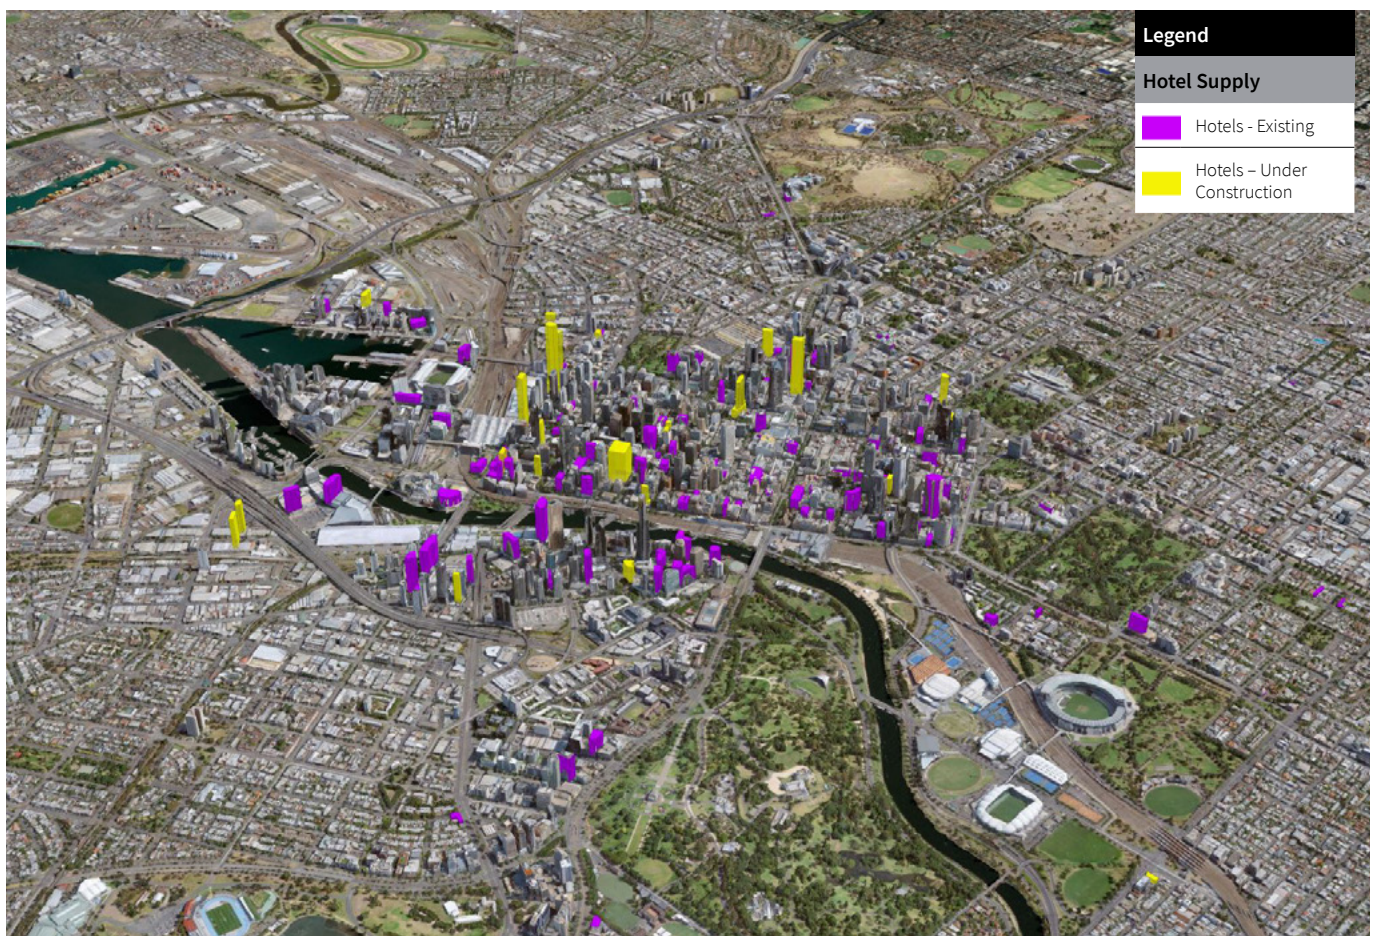 Legend
Hotel Supply
Hotels - Existing
Hotels – Under
Construction